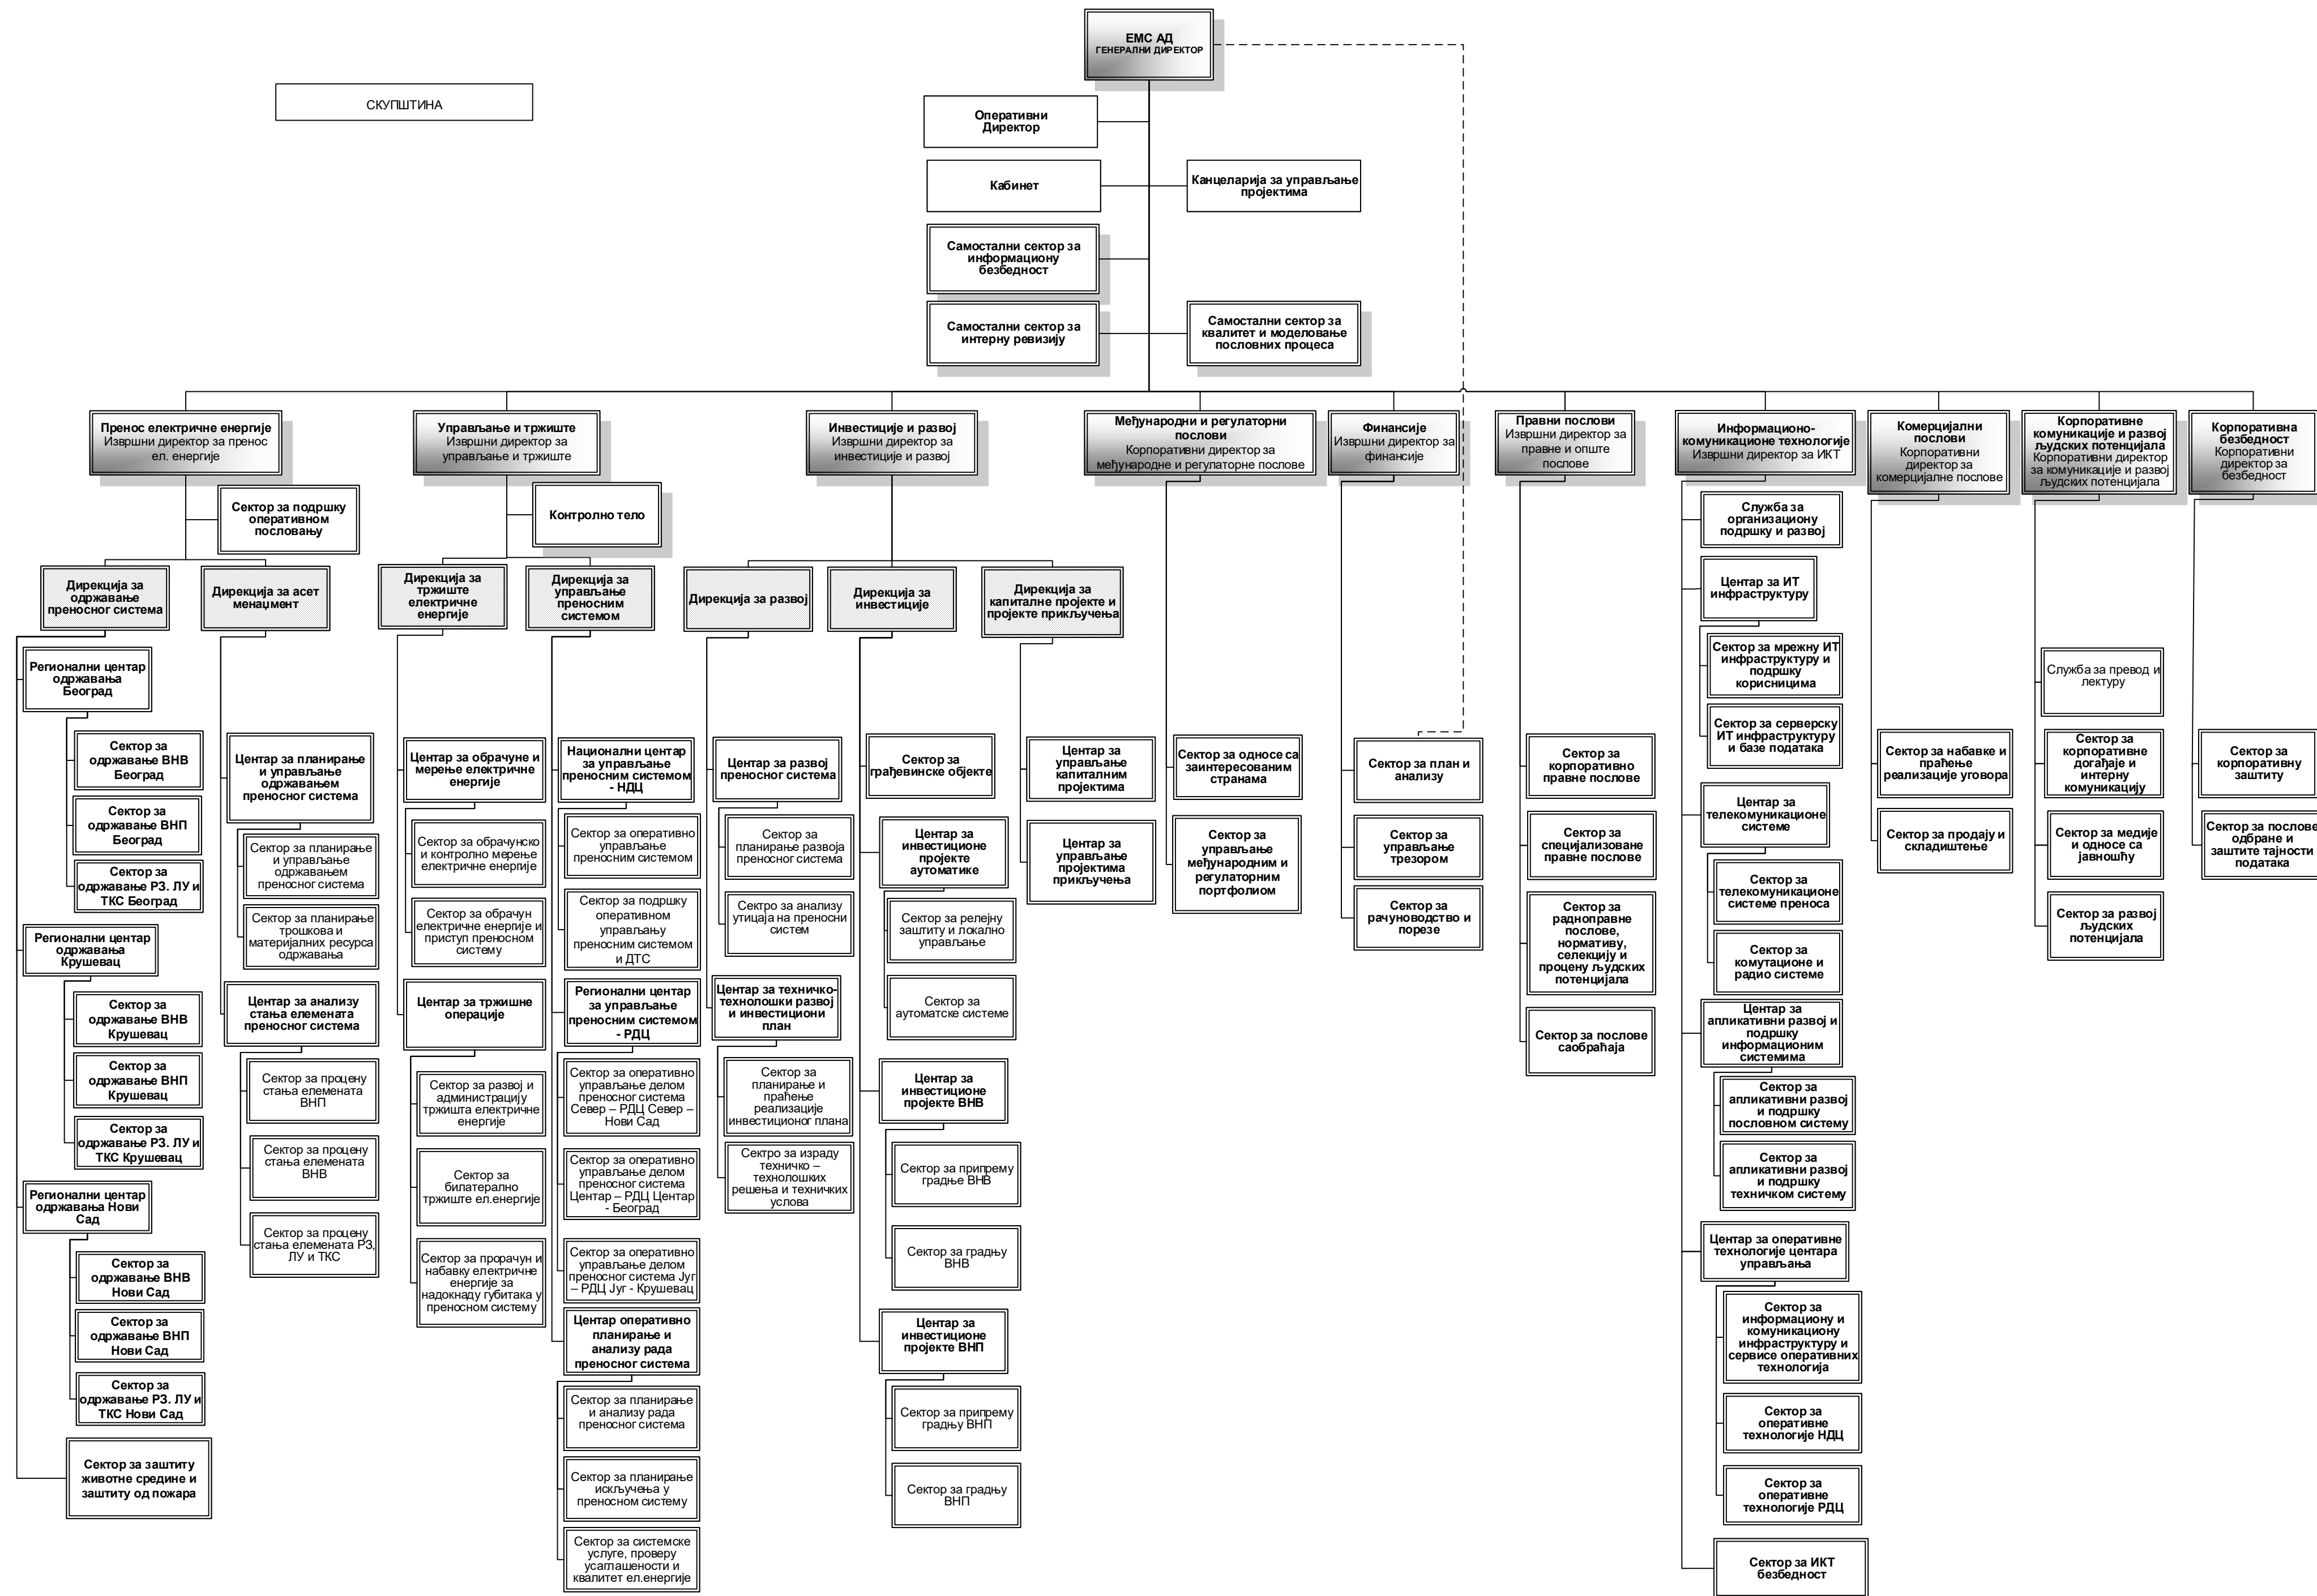 ЕМС АД
ГЕНЕРАЛНИ ДИРЕКТОР
СКУПШТИНА
Оперативни
Директор
Кабинет
Канцеларија за управљање
пројектима
Самостални сектор за
информациону
безбедност
Самостални сектор за
интерну ревизију
Самостални сектор за
квалитет и моделовање
пословних процеса
Пренос електричне енергије
Извршни директор за пренос
ел. енергије
Управљање и тржиште
Извршни директор за
управљање и тржиште
Инвестиције и развој
Извршни директор за
инвестиције и развој
Међународни и регулаторни
послови
Корпоративни директор за
међународне и регулаторне послове
Финансије
Извршни директор за
финансије
Правни послови
Извршни директор за
правне и опште
послове
Информационо-
комуникационе технологије
Извршни директор за ИКТ
Комерцијални
послови
Корпоративни
директор за
комерцијалне послове
Корпоративне
комуникације и развој
људских потенцијала
Корпоративни директор
за комуникације и развој
људских потенцијала
Корпоративна
безбедност
Корпоративни
директор за
безбедност
Сектор за подршку
оперативном
пословању
Контролно тело
Дирекција за
одржавање
преносног система
Дирекција за асет
менаџмент
Дирекција за
тржиште
електричне
енергије
Дирекција за
управљање
преносним
системом
Дирекција за развој
Дирекција за
инвестиције
Дирекција за
капиталне пројекте и
пројекте прикључења
Регионални центар
одржавања
Београд
Сектор за
одржавање ВНВ
Београд
Сектор за
одржавање ВНП
Београд
Сектор за
одржавање РЗ. ЛУ и
ТКС Београд
Регионални центар
одржавања
Крушевац
Сектор за
одржавање ВНВ
Крушевац
Сектор за
одржавање ВНП
Крушевац
Сектор за
одржавање РЗ. ЛУ и
ТКС Крушевац
Регионални центар
одржавања Нови
Сад
Сектор за
одржавање ВНВ
Нови Сад
Сектор за
одржавање ВНП
Нови Сад
Сектор за
одржавање РЗ. ЛУ и
ТКС Нови Сад
Сектор за заштиту
животне средине и
заштиту од пожара
Центар за планирање
и управљање
одржавањем
преносног система
Сектор за планирање
и управљање
одржавањем
преносног система
Сектор за планирање
трошкова и
материјалних ресурса
одржавања
Центар за анализу
стања елемената
преносног система
Сектор за процену
стања елемената
ВНП
Сектор за процену
стања елемената
ВНВ
Сектор за процену
стања елемената РЗ,
ЛУ и ТКС
Центар за обрачуне и
мерење електричне
енергије
Сектор за обрачунско
и контролно мерење
електричне енергије
Сектор за обрачун
електричне енергије и
приступ преносном
систему
Центар за тржишне
операције
Сектор за развој и
администрацију
тржишта електричне
енергије
Сектор за
билатерално
тржиште ел.енергије
Сектор за прорачун и
набавку електричне
енергије за
надокнаду губитака у
преносном систему
Национални центар
за управљање
преносним системом
- НДЦ
Сектор за оперативно
управљање
преносним системом
Сектор за подршку
оперативном
управљању
преносним системом
и ДТС
Регионални центар
за управљање
преносним системом
- РДЦ
Сектор за оперативно
управљање делом
преносног система
Север – РДЦ Север –
Нови Сад
Сектор за оперативно
управљање делом
преносног система
Центар – РДЦ Центар
- Београд
Сектор за оперативно
управљање делом
преносног система Југ
– РДЦ Југ - Крушевац
Центар оперативно
планирање и
анализу рада
преносног система
Сектор за планирање
и анализу рада
преносног система
Сектор за планирање
искључења у
преносном систему
Сектор за системске
услуге, проверу
усаглашености и
квалитет ел.енергије
Центар за развој
преносног система
Сектор за
планирање развоја
преносног система
Сектро за анализу
утицаја на преносни
систем
Центар за техничко-
технолошки развој
и инвестициони
план
Сектор за
планирање и
праћење
реализације
инвестиционог плана
Сектро за израду
техничко –
технолошких
решења и техничких
услова
Сектор за
грађевинске објекте
Центар за
инвестиционе
пројекте
аутоматике
Сектор за релејну
заштиту и локално
управљање
Сектор за
аутоматске системе
Центар за
инвестиционе
пројекте ВНВ
Сектор за припрему
градње ВНВ
Сектор за градњу
ВНВ
Центар за
инвестиционе
пројекте ВНП
Сектор за припрему
градњу ВНП
Сектор за градњу
ВНП
Центар за
управљање
капиталним
пројектима
Центар за
управљање
пројектима
прикључења
Сектор за односе са
заинтересованим
странама
Сектор за
управљање
међународним и
регулаторним
портфолиом
Сектор за план и
анализу
Сектор за
управљање
трезором
Сектор за
рачуноводство и
порезе
Сектор за
корпоративно
правне послове
Сектор за
специјализоване
правне послове
Сектор за
радноправне
послове,
нормативу,
селекцију и
процену људских
потенцијала
Сектор за послове
саобраћаја
Служба за
организациону
подршку и развој
Центар за ИТ
инфраструктуру
Сектор за мрежну ИТ
инфраструктуру и
подршку
корисницима
Сектор за серверску
ИТ инфраструктуру
и базе података
Центар за
телекомуникационе
системе
Сектор за
телекомуникационе
системе преноса
Сектор за
комутационе и
радио системе
Центар за
апликативни развој и
подршку
информационим
системима
Сектор за
апликативни развој
и подршку
пословном систему
Сектор за
апликативни развој
и подршку
техничком систему
Центар за оперативне
технологије центара
управљања
Сектор за
информациону и
комуникациону
инфраструктуру и
сервисе оперативних
технологија
Сектор за
оперативне
технологије НДЦ
Сектор за
оперативне
технологије РДЦ
Сектор за ИКТ
безбедност
Сектор за набавке и
праћење
реализације уговора
Сектор за продају и
складиштење
Служба за превод и
лектуру
Сектор за
корпоративне
догађаје и
интерну
комуникацију
Сектор за медије
и односе са
јавношћу
Сектор за развој
људских
потенцијала
Сектор за
корпоративну
заштиту
Сектор за послове
одбране и
заштите тајности
података